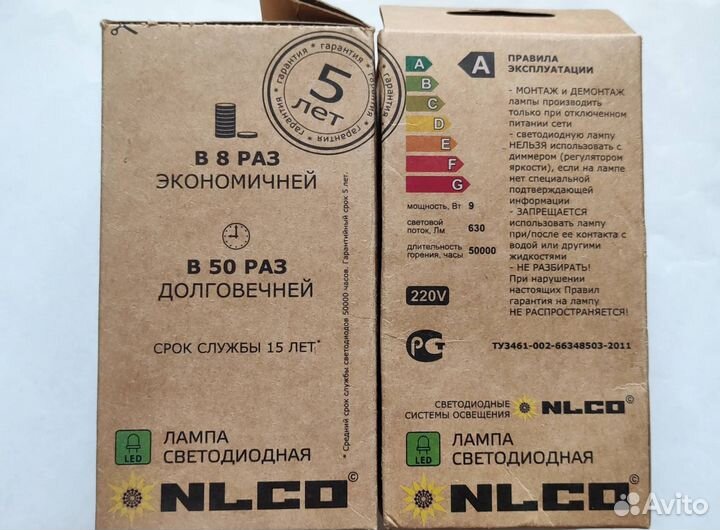 * гарантия * гарантия * гарантия * гарантия
5
лет
В 8 РАЗ
ЭКОНОМИЧНЕЙ
В 50 РАЗ
ДОЛГОВЕЧНЕЙ
СРОК СЛУЖБЫ 15 ЛЕТ*
* Средний срок службы светодиодов 50000 часов. Гарантийный срок 5 лет.
LED
ЛАМПА
СВЕТОДИОДНАЯ
NLCO©
A
B
C
D
E
F
G
A
мощность, Вт 9
световой
поток, Лм 630
длительность
горения, часы 50000
220V
РСТ
ПРАВИЛА
ЭКСПЛУАТАЦИИ
- МОНТАЖ и ДЕМОНТАЖ
лампы производить
только при отключенном
питании сети
- светодиодную лампу
НЕЛЬЗЯ использовать с
диммером (регулятором
яркости), если на лампе
нет специальной
подтверждающей
информации
- ЗАПРЕЩАЕТСЯ
использовать лампу
при/после ее контакта с
водой или другими
жидкостями
- НЕ РАЗБИРАТЬ!
При нарушении
настоящих Правил
гарантия на лампу
НЕ РАСПРОСТРАНЯЕТСЯ!
ТУ3461-002-66348503-2011
СВЕТОДИОДНЫЕ
СИСТЕМЫ ОСВЕЩЕНИЯ NLCO©
LED
ЛАМПА
СВЕТОДИОДНАЯ
NLCO©
Avito